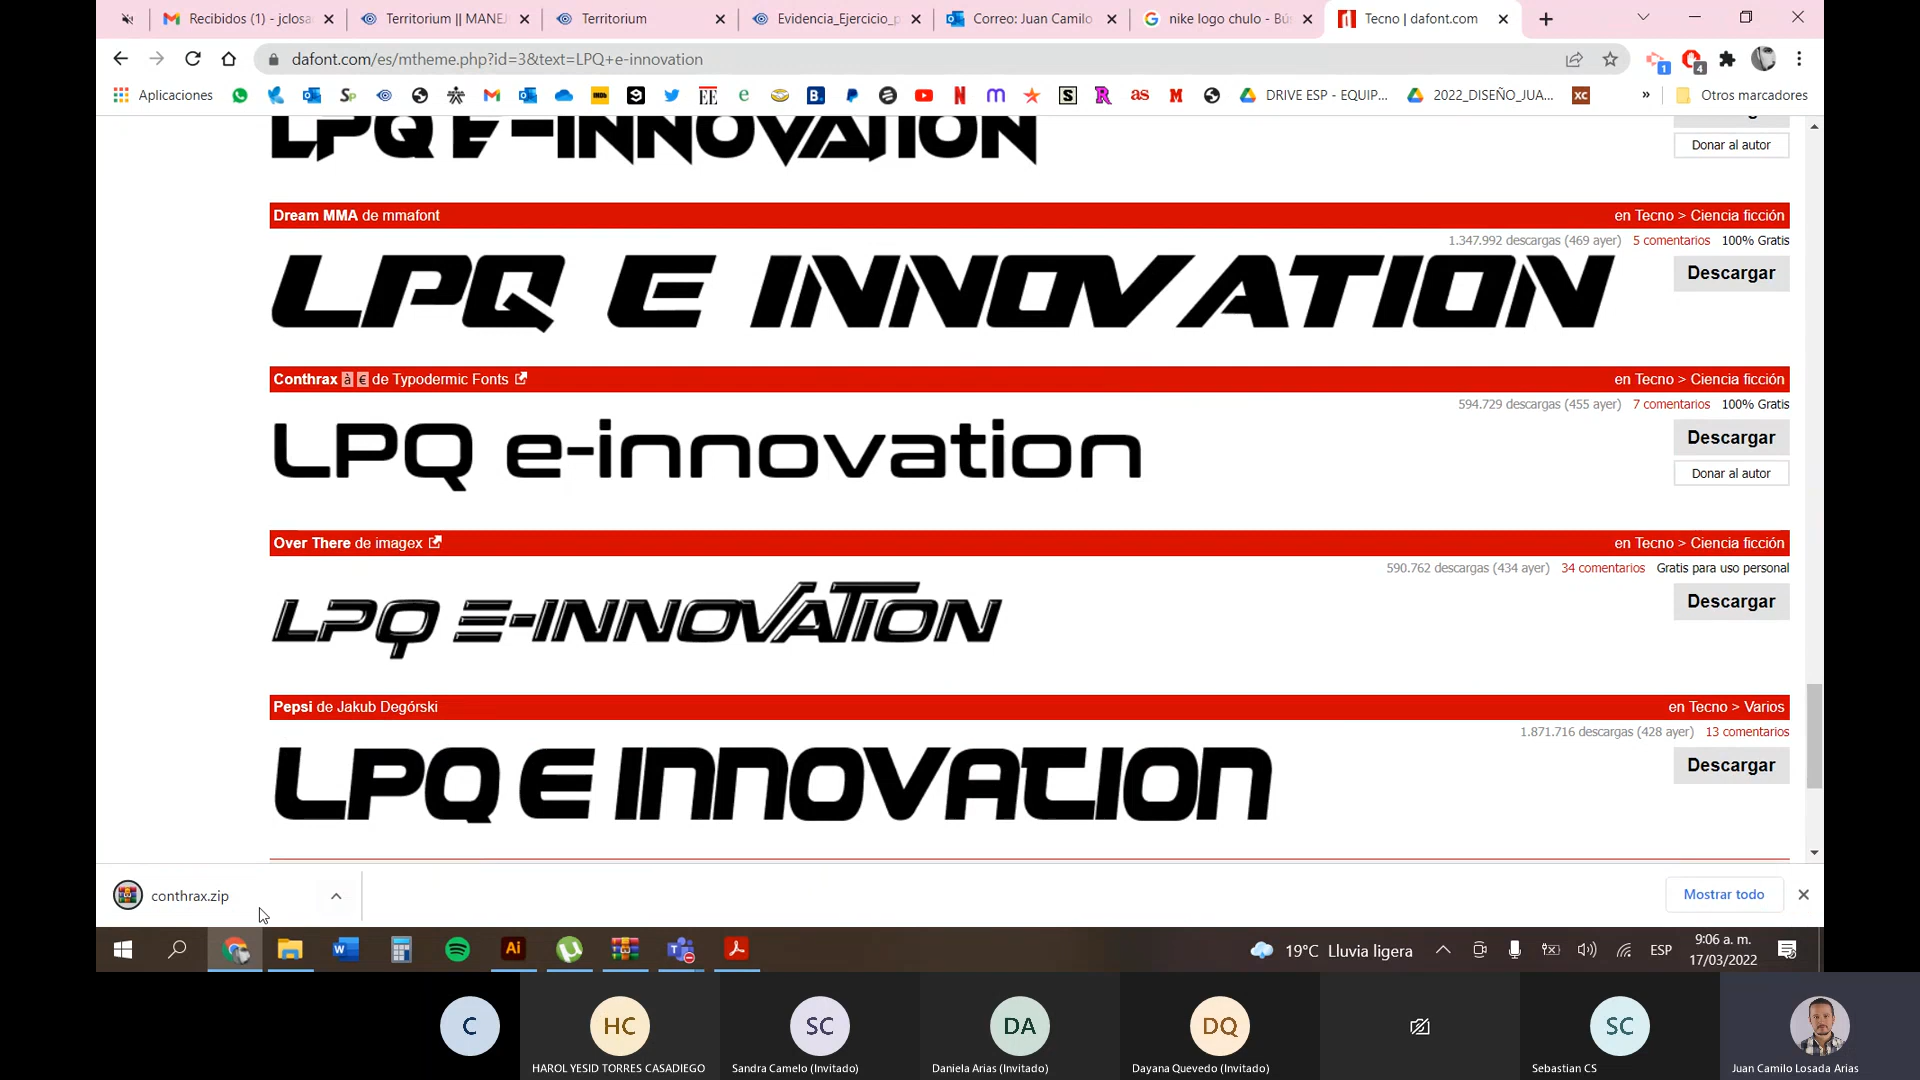 Recibidos (1) - jclosa
Territorium || MANEJ
Territorium
Evidencia_Ejercicio_p
Correo: Juan Camilo
nike logo chulo - Bú
Tecno | dafont.com
dafont.com/es/mtheme.php?id=3&text=LPQ+e-innovation
1
4
Aplicaciones
DRIVE ESP - EQUIP...
2022_DISEÑO_JUA...
XC
»
Otros marcadores
LPQ E-INNOVATION
Donar al autor
Dream MMA de mmafont
en Tecno > Ciencia ficción
1.347.992 descargas (469 ayer) 5 comentarios 100% Gratis
LPQ E INNOVATION
Descargar
Conthrax à € de Typodermic Fonts
en Tecno > Ciencia ficción
594.729 descargas (455 ayer) 7 comentarios 100% Gratis
LPQ e-innovation
Descargar
Donar al autor
Over There de imagex
en Tecno > Ciencia ficción
590.762 descargas (434 ayer) 34 comentarios Gratis para uso personal
LPQ E-INNOVATION
Descargar
Pepsi de Jakub Degórski
en Tecno > Varios
1.871.716 descargas (428 ayer) 13 comentarios
LPQ E INNOVATION
Descargar
conthrax.zip
Mostrar todo
19°C Lluvia ligera
ESP
9:06 a. m.
17/03/2022
C
HC
SC
DA
DQ
SC
HAROL YESID TORRES CASADIEGO
Sandra Camelo (Invitado)
Daniela Arias (Invitado)
Dayana Quevedo (Invitado)
Sebastian CS
Juan Camilo Losada Arias